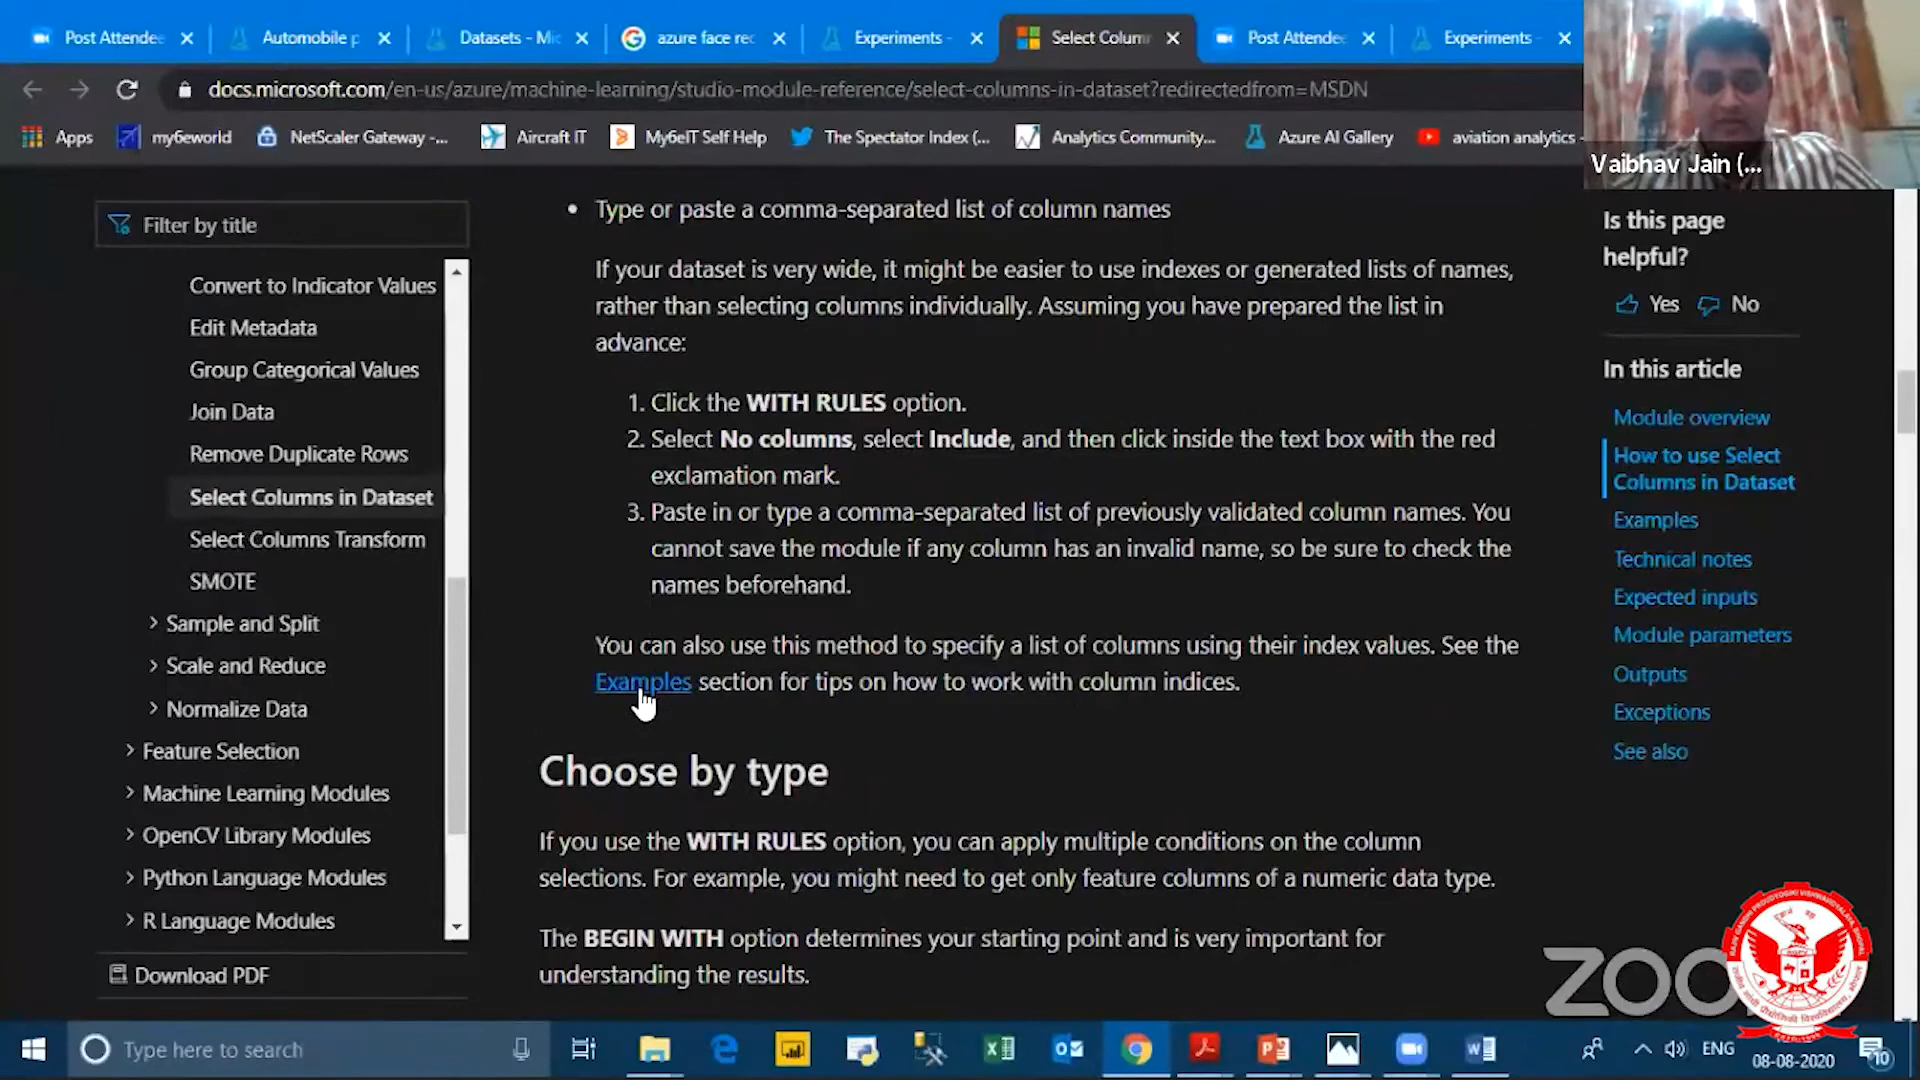 Post Attendee
Automobile p
Datasets - Mic
azure face rec
Experiments -
Select Colum
Post Attendee
Experiments -
docs.microsoft.com/en-us/azure/machine-learning/studio-module-reference/select-columns-in-dataset?redirectedfrom=MSDN
Apps
my6eworld
NetScaler Gateway -...
Aircraft IT
My6eIT Self Help
The Spectator Index (...
Analytics Community...
Azure AI Gallery
aviation analytics -
Vaibhav Jain (...
Filter by title
Convert to Indicator Values
Edit Metadata
Group Categorical Values
Join Data
Remove Duplicate Rows
Select Columns in Dataset
Select Columns Transform
SMOTE
Sample and Split
Scale and Reduce
Normalize Data
Feature Selection
Machine Learning Modules
OpenCV Library Modules
Python Language Modules
R Language Modules
Download PDF
• Type or paste a comma-separated list of column names
If your dataset is very wide, it might be easier to use indexes or generated lists of names,
rather than selecting columns individually. Assuming you have prepared the list in
advance:
1. Click the WITH RULES option.
2. Select No columns, select Include, and then click inside the text box with the red
exclamation mark.
3. Paste in or type a comma-separated list of previously validated column names. You
cannot save the module if any column has an invalid name, so be sure to check the
names beforehand.
You can also use this method to specify a list of columns using their index values. See the
Examples section for tips on how to work with column indices.
Choose by type
If you use the WITH RULES option, you can apply multiple conditions on the column
selections. For example, you might need to get only feature columns of a numeric data type.
The BEGIN WITH option determines your starting point and is very important for
understanding the results.
Is this page
helpful?
Yes
No
In this article
Module overview
How to use Select
Columns in Dataset
Examples
Technical notes
Expected inputs
Module parameters
Outputs
Exceptions
See also
Type here to search
ENG
08-08-2020
10